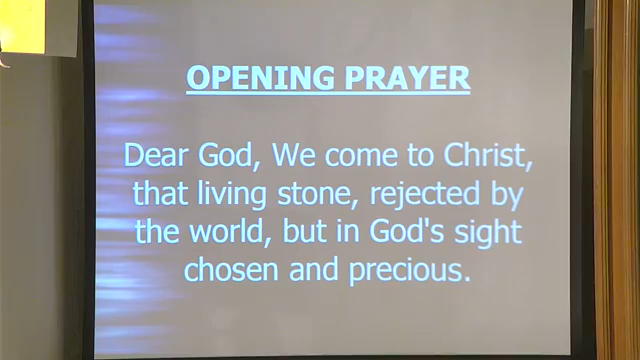 OPENING PRAYER
Dear God, We come to Christ,
that living stone, rejected by
the world, but in God's sight
chosen and precious.